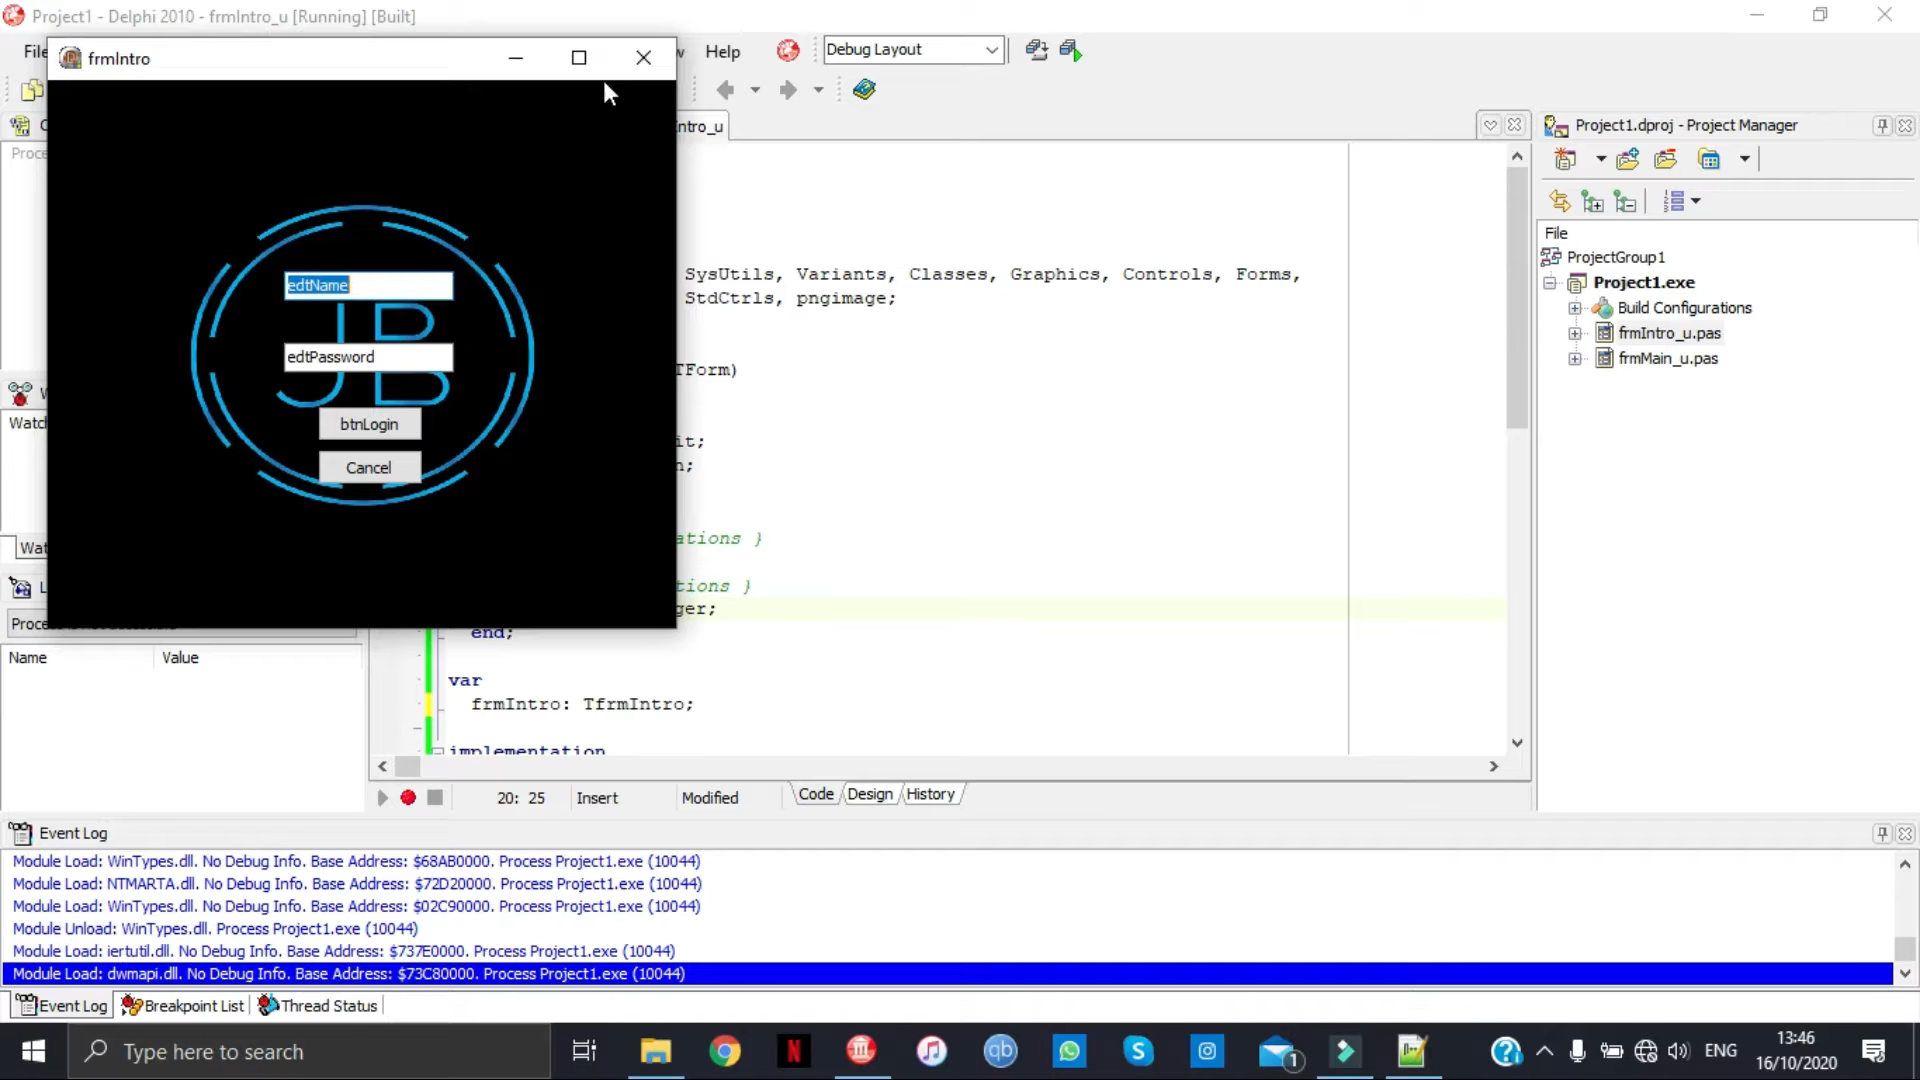 Project1 - Delphi 2010 - frmIntro_u [Running] [Built]
Help
Debug Layout
frmIntro
edtName
JB
edtPassword
btnLogin
Cancel
ntro_u
SysUtils, Variants, Classes, Graphics, Controls, Forms,
StdCtrls, pngimage;
TForm)
it;
n;
ations }
tions }
ger;
end;
var
frmIntro: TfrmIntro;
implementation
20: 25
Insert
Modified
Code
Design
History
Name
Value
Project1.dproj - Project Manager
File
ProjectGroup1
Project1.exe
Build Configurations
frmIntro_u.pas
frmMain_u.pas
Event Log
Module Load: WinTypes.dll. No Debug Info. Base Address: $68AB0000. Process Project1.exe (10044)
Module Load: NTMARTA.dll. No Debug Info. Base Address: $72D20000. Process Project1.exe (10044)
Module Load: WinTypes.dll. No Debug Info. Base Address: $02C90000. Process Project1.exe (10044)
Module Unload: WinTypes.dll. Process Project1.exe (10044)
Module Load: iertutil.dll. No Debug Info. Base Address: $737E0000. Process Project1.exe (10044)
Module Load: dwmapi.dll. No Debug Info. Base Address: $73C80000. Process Project1.exe (10044)
Event Log
Breakpoint List
Thread Status
Type here to search
ENG
13:46
16/10/2020